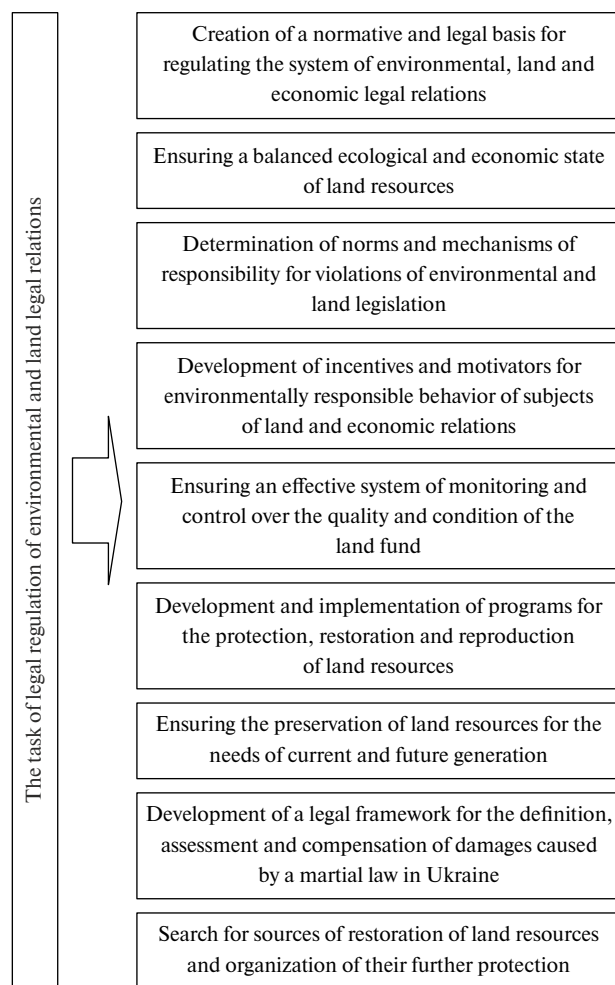 The task of legal regulation of environmental and land legal relations
Creation of a normative and legal basis for
regulating the system of environmental, land and
economic legal relations
Ensuring a balanced ecological and economic state
of land resources
Determination of norms and mechanisms of
responsibility for violations of environmental and
land legislation
Development of incentives and motivators for
environmentally responsible behavior of subjects
of land and economic relations
Ensuring an effective system of monitoring and
control over the quality and condition of the
land fund
Development and implementation of programs for
the protection, restoration and reproduction
of land resources
Ensuring the preservation of land resources for the
needs of current and future generation
Development of a legal framework for the definition,
assessment and compensation of damages caused
by a martial law in Ukraine
Search for sources of restoration of land resources
and organization of their further protection